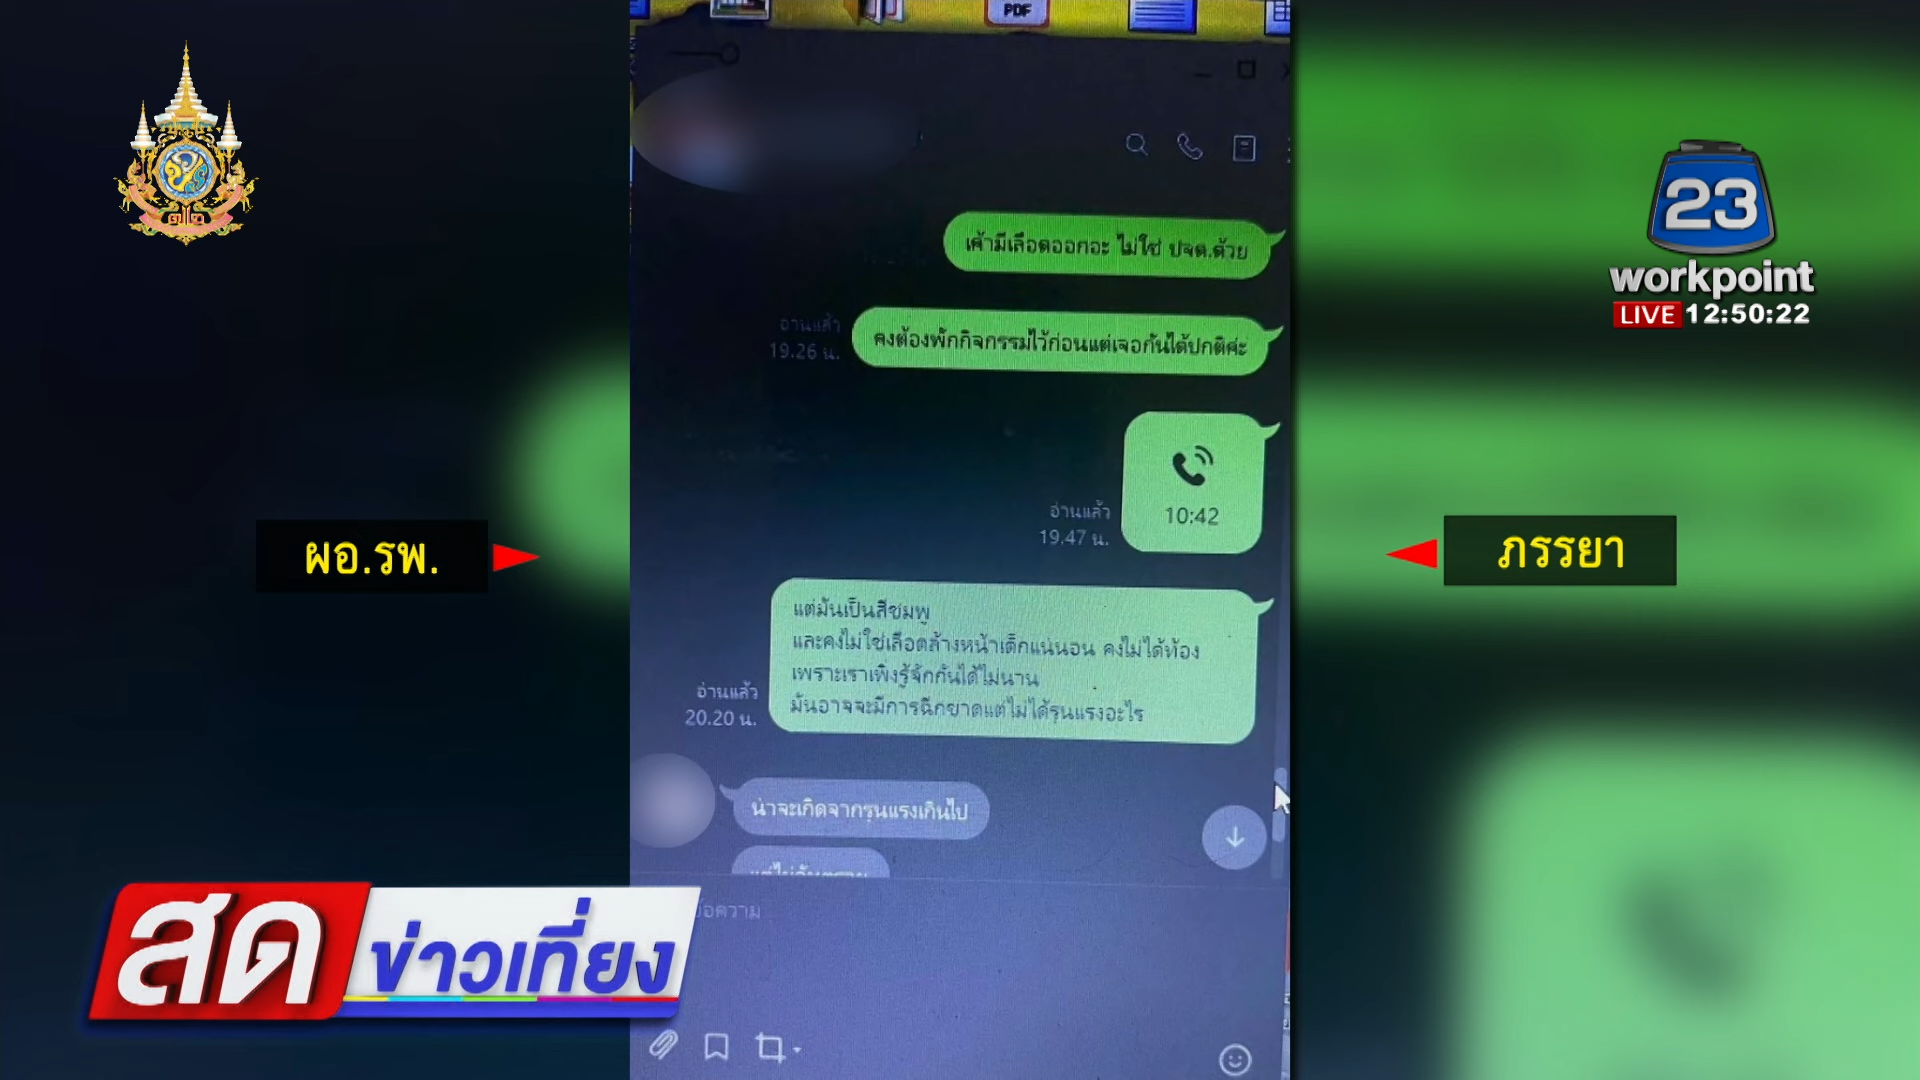 PDF
23
workpoint
LIVE 12:50:22
เค้ามีเลือดออกอะ ไม่ใช่ ปจด.ด้วย
อ่านแล้ว
19.26 น.
คงต้องพักกิจกรรมไว้ก่อนแต่เจอกันได้ปกติค่ะ
10:42
อ่านแล้ว
19.47 น.
ผอ.รพ.
ภรรยา
แต่มันเป็นสีชมพู
และคงไม่ใช่เลือดล้างหน้าเด็กแน่นอน คงไม่ได้ท้อง
เพราะเราเพิ่งรู้จักกันได้ไม่นาน
มันอาจจะมีการฉีกขาดแต่ไม่ได้รุนแรงอะไร
อ่านแล้ว
20.20 น.
น่าจะเกิดจากรุนแรงเกินไป
สด
ข่าวเที่ยง